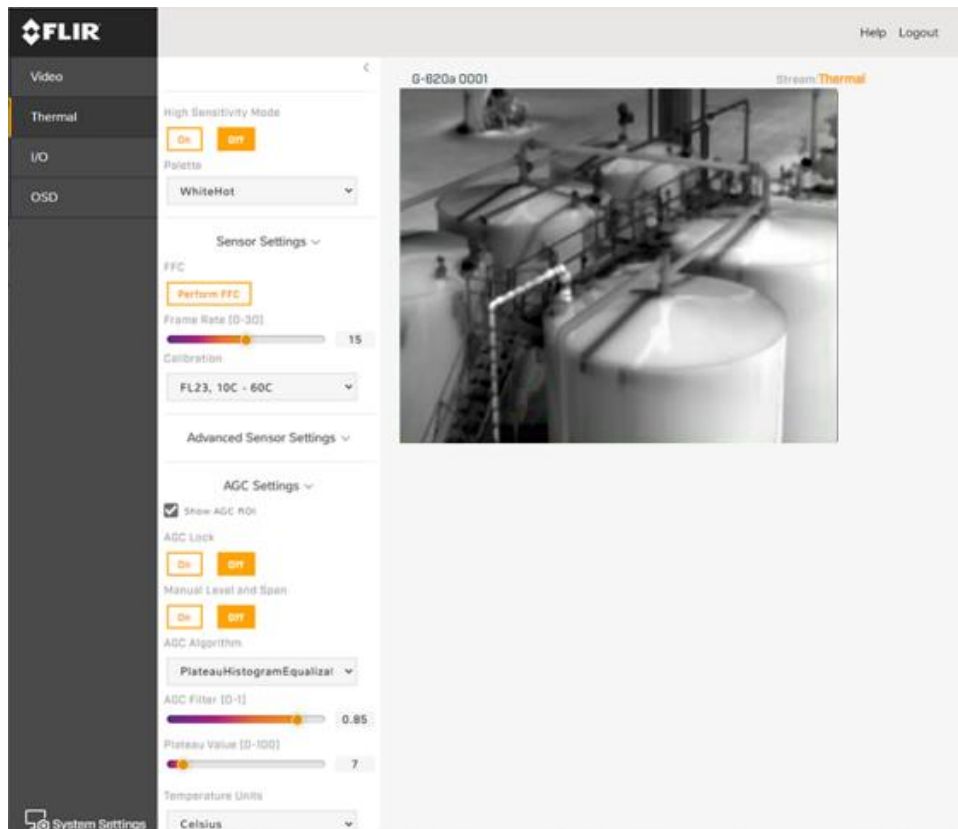 FLIR
Help Logout
Video
Thermal
I/O
OSD
System Settings
High Sensitivity Mode
On Off
Palette
WhiteHot
Sensor Settings
FFC
Perform FFC
Frame Rate [0-30]
15
Calibration
FL23, 10C - 60C
Advanced Sensor Settings
AGC Settings
Show AGC ROI
AGC Lock
On Off
Manual Level and Span
On Off
AGC Algorithm
PlateauHistogramEqualizat
AGC Filter [0-1]
0.85
Plateau Value [0-100]
7
Temperature Units
Celsius
G-620a 0001
Stream:Thermal